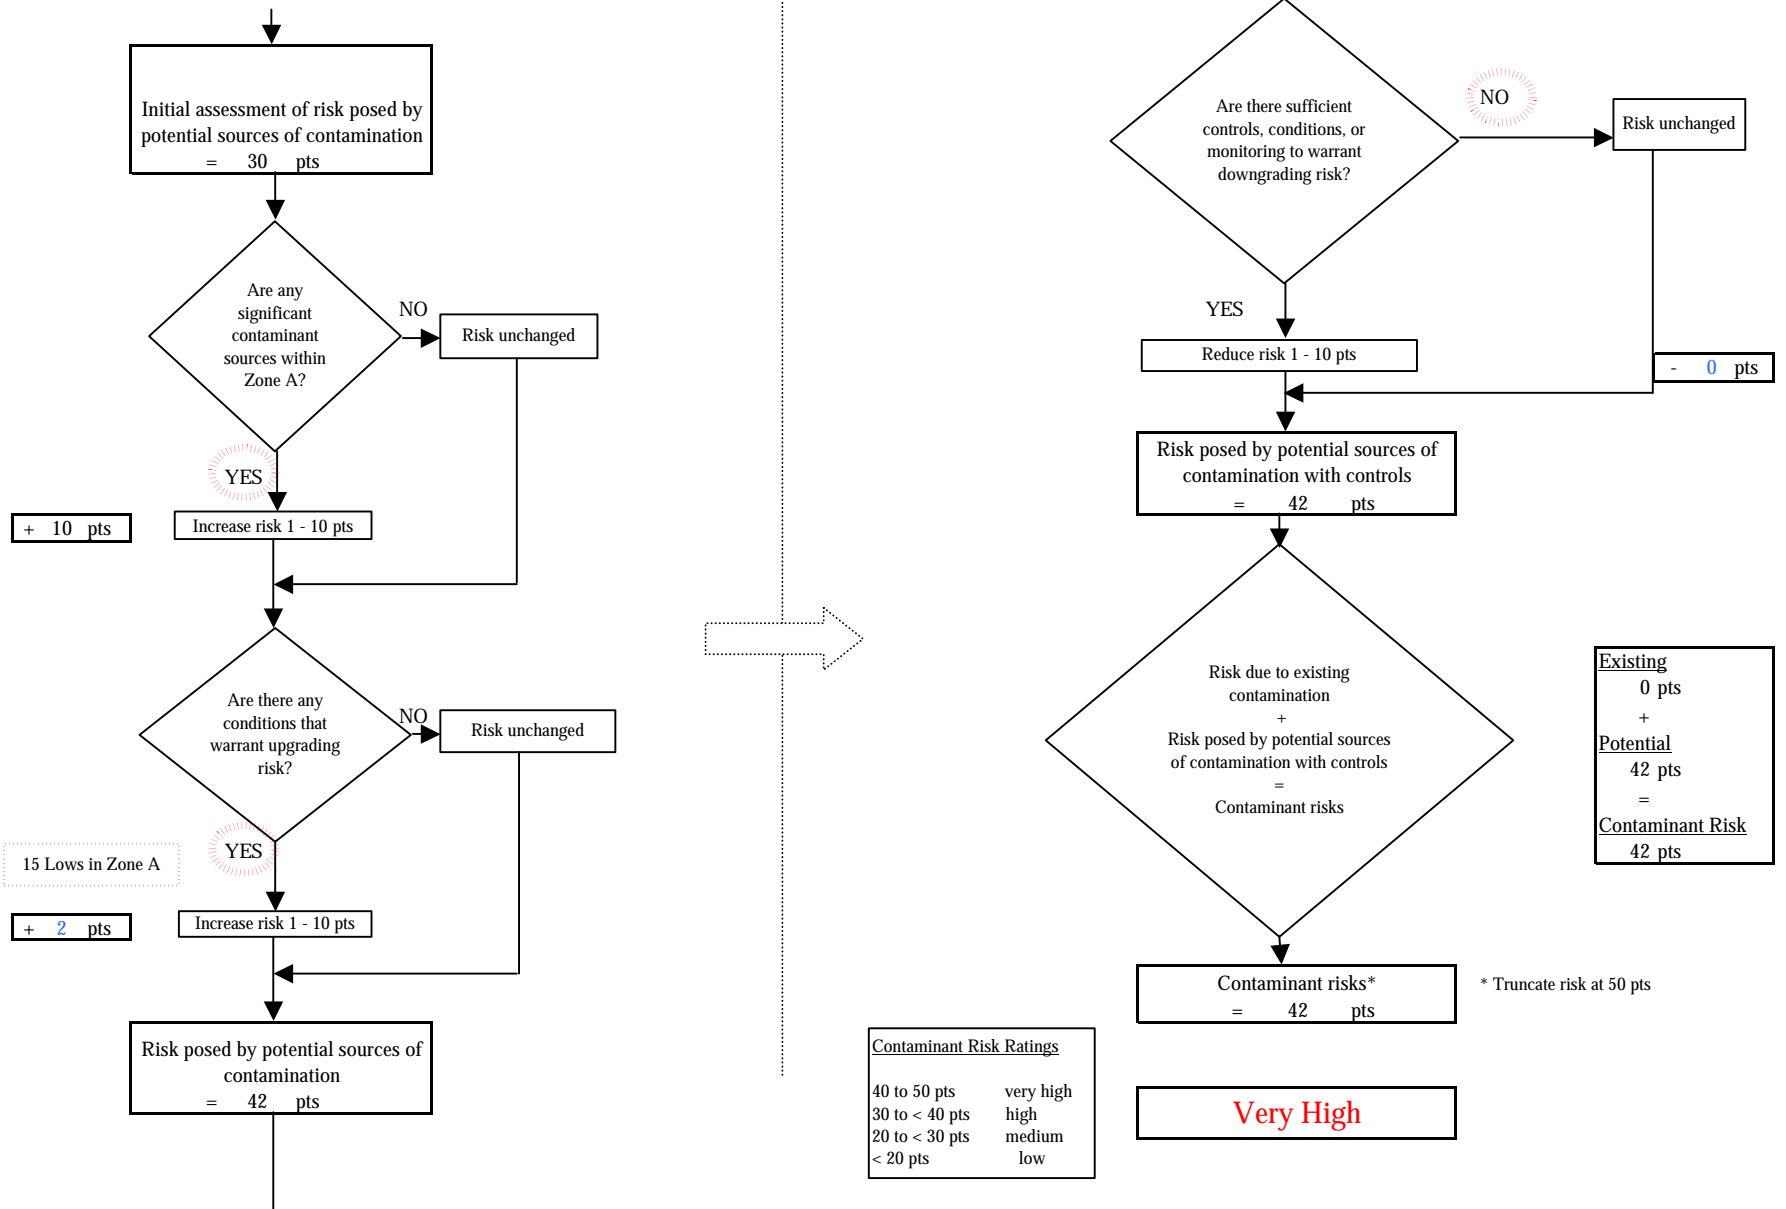 Initial assessment of risk posed by
potential sources of contamination
= 30 pts
Are any
significant
contaminant
sources within
Zone A?
NO
Risk unchanged
YES
+ 10 pts
Increase risk 1 - 10 pts
Are there any
conditions that
warrant upgrading
risk?
NO
Risk unchanged
YES
15 Lows in Zone A
+ 2 pts
Increase risk 1 - 10 pts
Risk posed by potential sources of
contamination
= 42 pts
Are there sufficient
controls, conditions, or
monitoring to warrant
downgrading risk?
NO
Risk unchanged
YES
Reduce risk 1 - 10 pts
- 0 pts
Risk posed by potential sources of
contamination with controls
= 42 pts
Risk due to existing
contamination
+
Risk posed by potential sources
of contamination with controls
=
Contaminant risks
Existing
0 pts
+
Potential
42 pts
=
Contaminant Risk
42 pts
Contaminant risks*
= 42 pts
* Truncate risk at 50 pts
Contaminant Risk Ratings
40 to 50 pts very high
30 to < 40 pts high
20 to < 30 pts medium
< 20 pts low
Very High